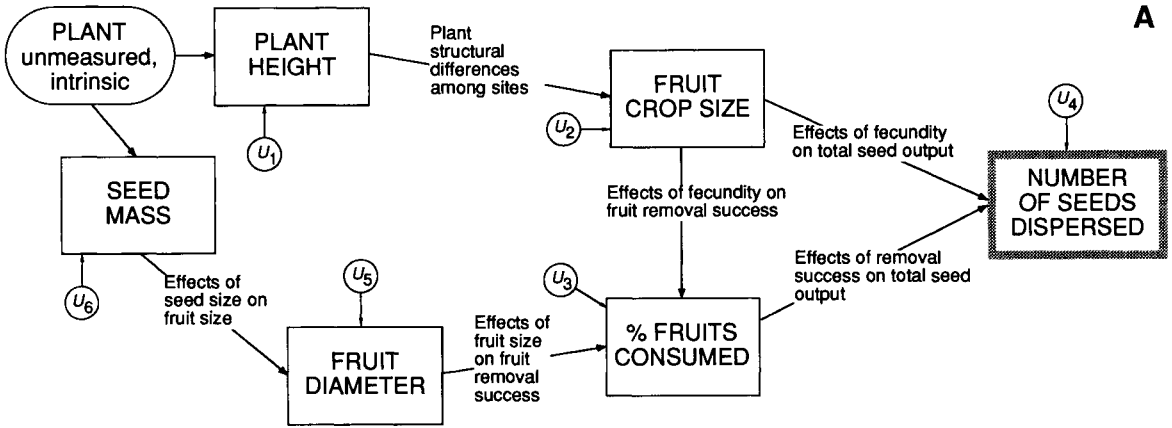 A
PLANT
unmeasured,
intrinsic
PLANT
HEIGHT
Plant
structural
differences
among sites
FRUIT
CROP SIZE
U1
U2
U4
Effects of fecundity
on total seed output
SEED
MASS
Effects of fecundity on
fruit removal success
NUMBER
OF SEEDS
DISPERSED
U6
Effects of
seed size on
fruit size
U5
U3
Effects of removal
success on total seed
output
FRUIT
DIAMETER
Effects of
fruit size
on fruit
removal
success
% FRUITS
CONSUMED